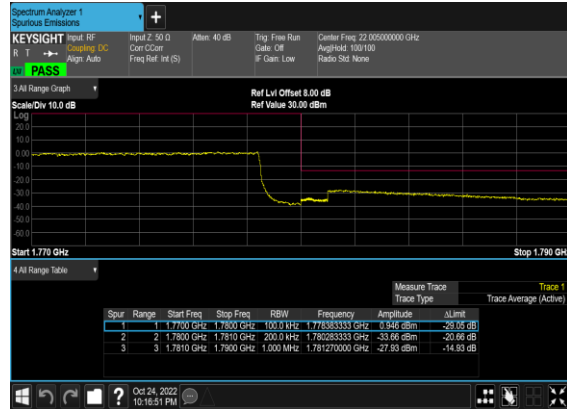 Spectrum Analyzer 1
Spurious Emissions
+
KEYSIGHT Input: RF Input Z: 50 Ω Atten: 40 dB Trig: Free Run Center Freq: 22.005000000 GHz
R T Coupling: DC Corr CCorr Gate: Off Avg|Hold: 100/100
Align: Auto Freq Ref: Int (S) IF Gain: Low Radio Std: None
PASS
3 All Range Graph
Ref Lvl Offset 8.00 dB
Scale/Div 10.0 dB Ref Value 30.00 dBm
Log
20.0
10.0
0.00
-10.0
-20.0
-30.0
-40.0
-50.0
-60.0
Start 1.770 GHz Stop 1.790 GH
4 All Range Table
Measure Trace Trace 1
Trace Type Trace Average (Active)
Spur Range Start Freq Stop Freq RBW Frequency Amplitude ΔLimit
1 1 1.7700 GHz 1.7800 GHz 100.0 kHz 1.778383333 GHz 0.946 dBm -29.05 dB
2 2 1.7800 GHz 1.7810 GHz 200.0 kHz 1.780283333 GHz -33.66 dBm -20.66 dB
3 3 1.7810 GHz 1.7900 GHz 1.000 MHz 1.781270000 GHz -27.93 dBm -14.93 dB
? Oct 24, 2022
10:16:51 PM